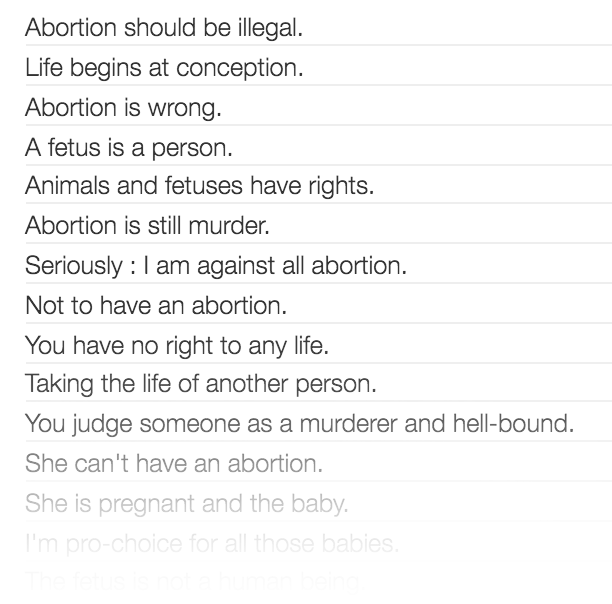 Abortion should be illegal.
Life begins at conception.
Abortion is wrong.
A fetus is a person.
Animals and fetuses have rights.
Abortion is still murder.
Seriously : I am against all abortion.
Not to have an abortion.
You have no right to any life.
Taking the life of another person.
You judge someone as a murderer and hell-bound.
She can't have an abortion.
She is pregnant and the baby.
I'm pro-choice for all those babies.
The fetus is not a human being